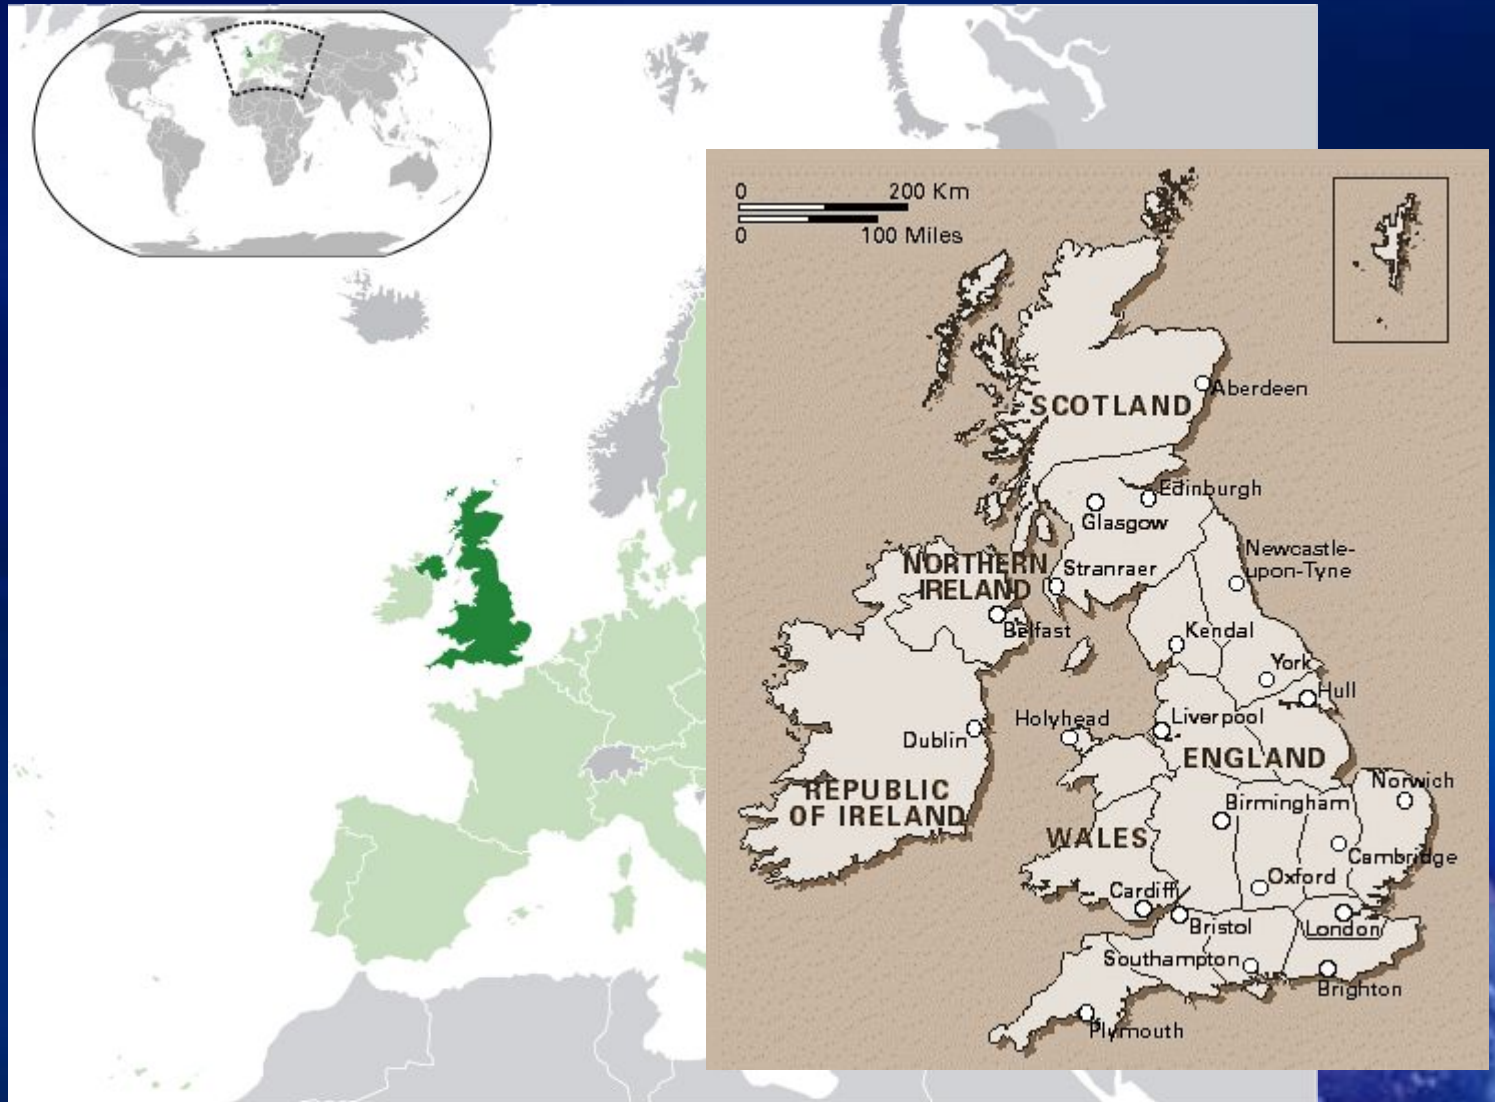 0 200 Km
0 100 Miles
Aberdeen
SCOTLAND
Edinburgh
Glasgow
Newcastle-
upon-Tyne
NORTHERN
IRELAND
Stranraer
Belfast
Kendal
York
Hull
Holyhead
Liverpool
Dublin
ENGLAND
Norwich
REPUBLIC
OF IRELAND
Birmingham
WALES
Cambridge
Oxford
Cardiff
Bristol
London
Southampton
Brighton
Plymouth